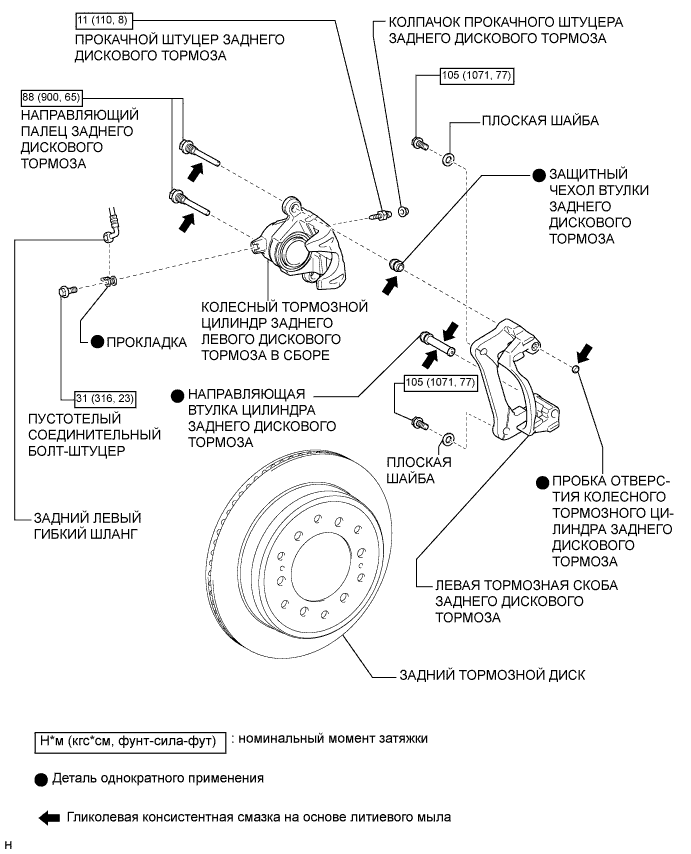 11 (110, 8)
ПРОКАЧНОЙ ШТУЦЕР ЗАДНЕГО
ДИСКОВОГО ТОРМОЗА
КОЛПАЧОК ПРОКАЧНОГО ШТУЦЕРА
ЗАДНЕГО ДИСКОВОГО ТОРМОЗА
105 (1071, 77)
88 (900, 65)
НАПРАВЛЯЮЩИЙ
ПАЛЕЦ ЗАДНЕГО
ДИСКОВОГО
ТОРМОЗА
ПЛОСКАЯ ШАЙБА
ЗАЩИТНЫЙ
ЧЕХОЛ ВТУЛКИ
ЗАДНЕГО
ДИСКОВОГО
ТОРМОЗА
КОЛЕСНЫЙ ТОРМОЗНОЙ
ЦИЛИНДР ЗАДНЕГО
ЛЕВОГО ДИСКОВОГО
ТОРМОЗА В СБОРЕ
ПРОКЛАДКА
105 (1071, 77)
31 (316, 23)
НАПРАВЛЯЮЩАЯ
ВТУЛКА ЦИЛИНДРА
ЗАДНЕГО ДИСКОВОГО
ТОРМОЗА
ПУСТОТЕЛЫЙ
СОЕДИНИТЕЛЬНЫЙ
БОЛТ-ШТУЦЕР
ПЛОСКАЯ
ШАЙБА
ПРОБКА ОТВЕРС-
ТИЯ КОЛЕСНОГО
ТОРМОЗНОГО ЦИ-
ЛИНДРА ЗАДНЕГО
ДИСКОВОГО
ТОРМОЗА
ЗАДНИЙ ЛЕВЫЙ
ГИБКИЙ ШЛАНГ
ЛЕВАЯ ТОРМОЗНАЯ СКОБА
ЗАДНЕГО ДИСКОВОГО
ТОРМОЗА
ЗАДНИЙ ТОРМОЗНОЙ ДИСК
Н*м (кгс*см, фунт-сила-фут) : номинальный момент затяжки
Деталь однократного применения
Гликолевая консистентная смазка на основе литиевого мыла
H